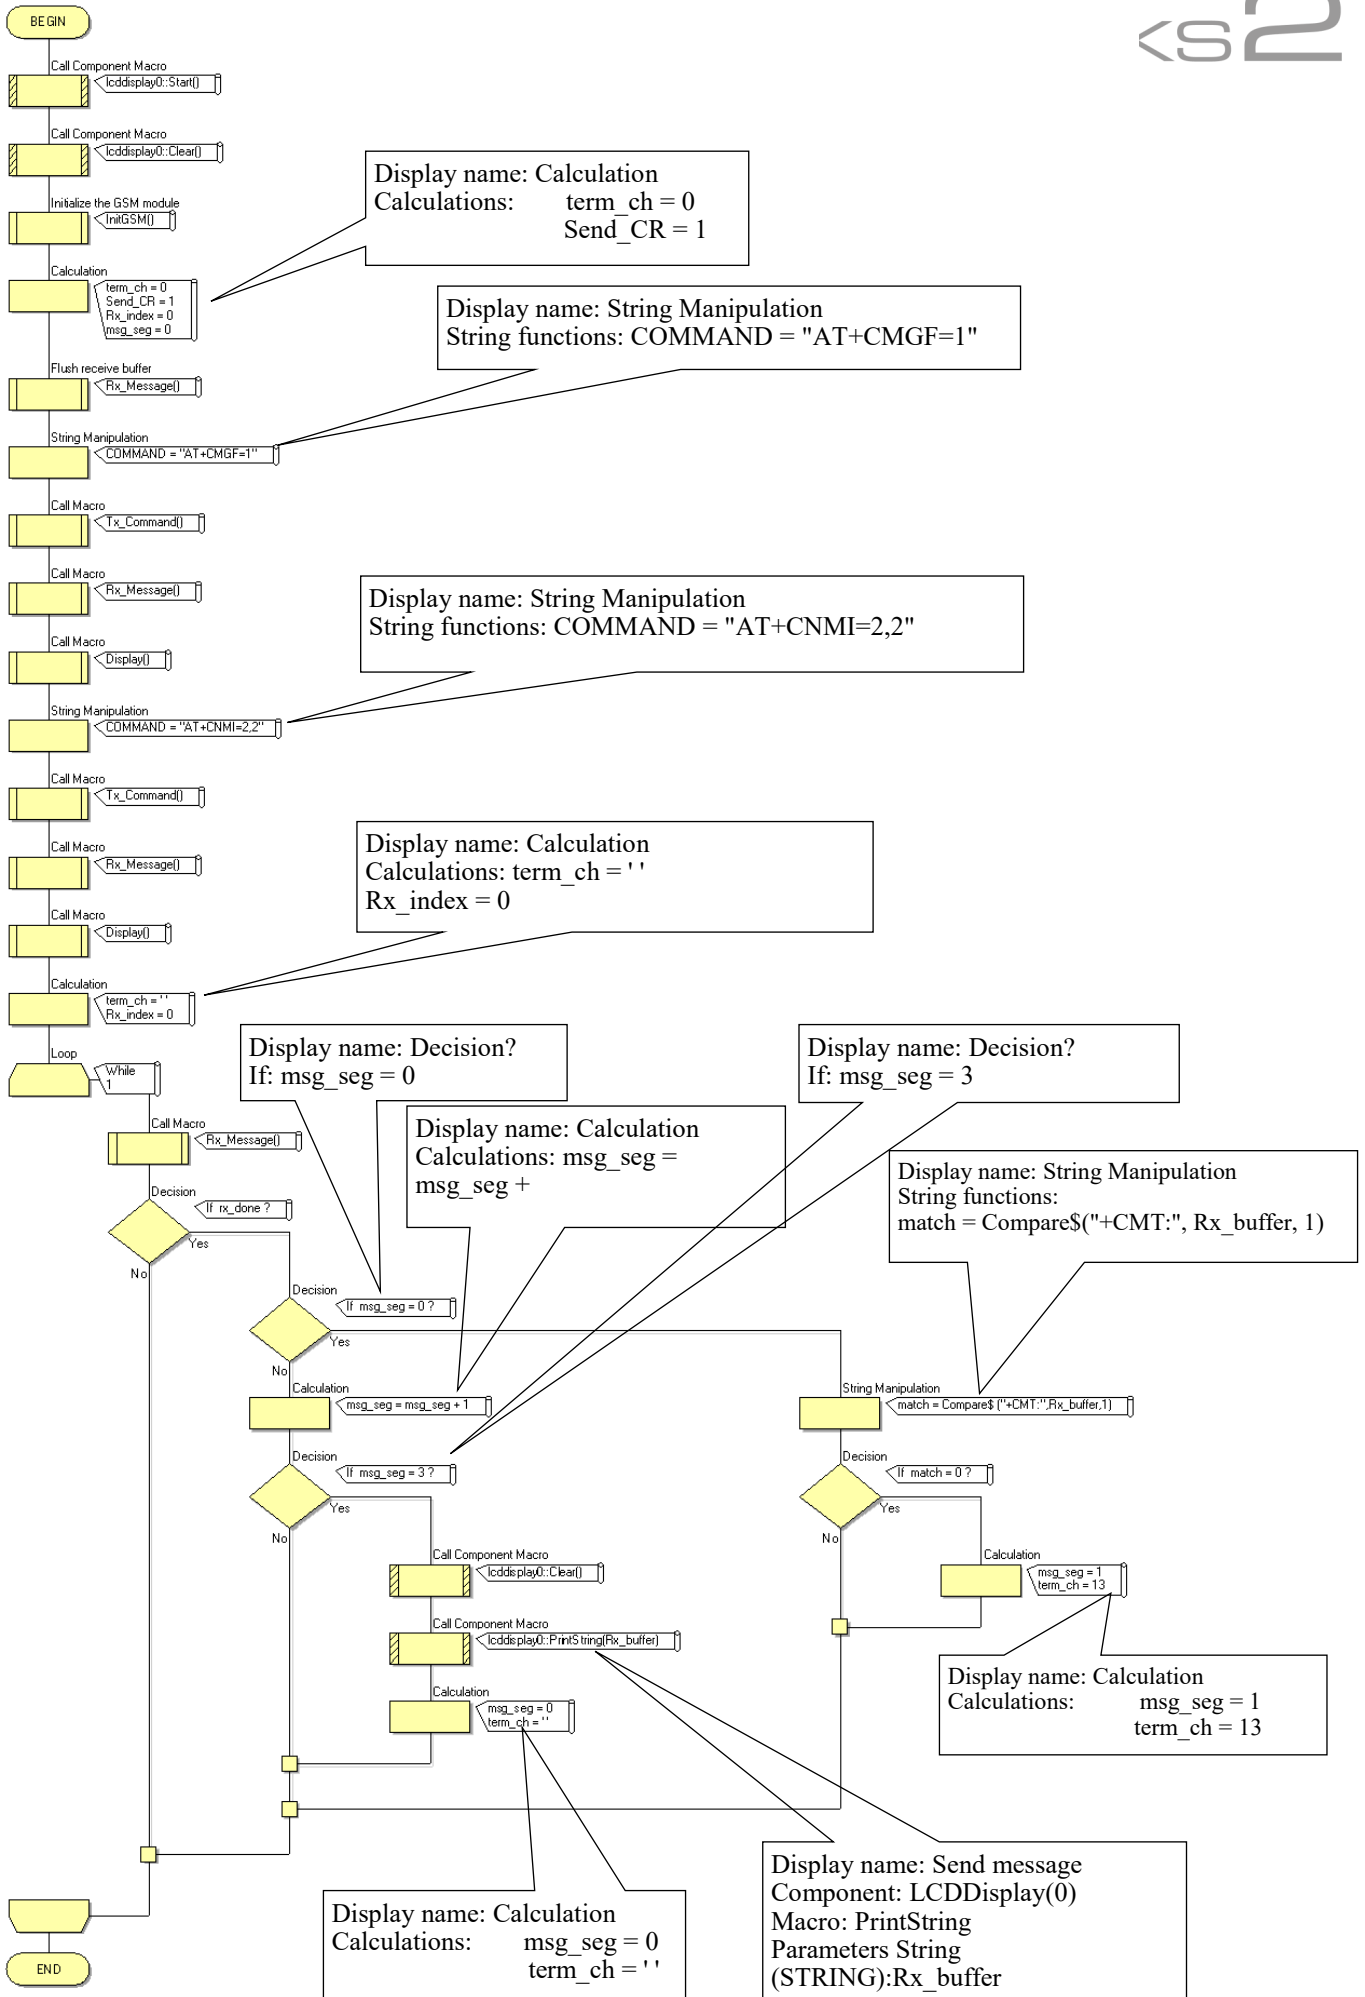 BEGIN
<s2
Call Component Macro
lcddisplay0::Start()
Call Component Macro
lcddisplay0::Clear()
Initialize the GSM module
InitGSM()
Display name: Calculation
Calculations: term_ch = 0
Send_CR = 1
Calculation
term_ch = 0
Send_CR = 1
Rx_index = 0
msg_seg = 0
Display name: String Manipulation
String functions: COMMAND = "AT+CMGF=1"
Flush receive buffer
Rx_Message()
String Manipulation
COMMAND = "AT+CMGF=1"
Call Macro
Tx_Command()
Call Macro
Rx_Message()
Display name: String Manipulation
String functions: COMMAND = "AT+CNMI=2,2"
Call Macro
Display()
String Manipulation
COMMAND = "AT+CNMI=2,2"
Call Macro
Tx_Command()
Display name: Calculation
Calculations: term_ch = ' '
Rx_index = 0
Call Macro
Rx_Message()
Call Macro
Display()
Calculation
term_ch = ' '
Rx_index = 0
Loop
While
1
Display name: Decision?
If: msg_seg = 0
Display name: Decision?
If: msg_seg = 3
Call Macro
Rx_Message()
Display name: Calculation
Calculations: msg_seg =
msg_seg +
Display name: String Manipulation
String functions:
match = Compare$("+CMT:", Rx_buffer, 1)
Decision
If rx_done ?
Yes
No
Decision
If msg_seg = 0 ?
Yes
No
Calculation
msg_seg = msg_seg + 1
String Manipulation
match = Compare$ ("+CMT:",Rx_buffer,1)
Decision
If msg_seg = 3 ?
Yes
No
Decision
If match = 0 ?
Yes
No
Call Component Macro
lcddisplay0::Clear()
Calculation
msg_seg = 1
term_ch = 13
Call Component Macro
lcddisplay0::PrintString(Rx_buffer)
Calculation
msg_seg = 0
term_ch = ' '
Display name: Calculation
Calculations: msg_seg = 1
term_ch = 13
Display name: Send message
Component: LCDDisplay(0)
Macro: PrintString
Parameters String
(STRING):Rx_buffer
Display name: Calculation
Calculations: msg_seg = 0
term_ch = ' '
END